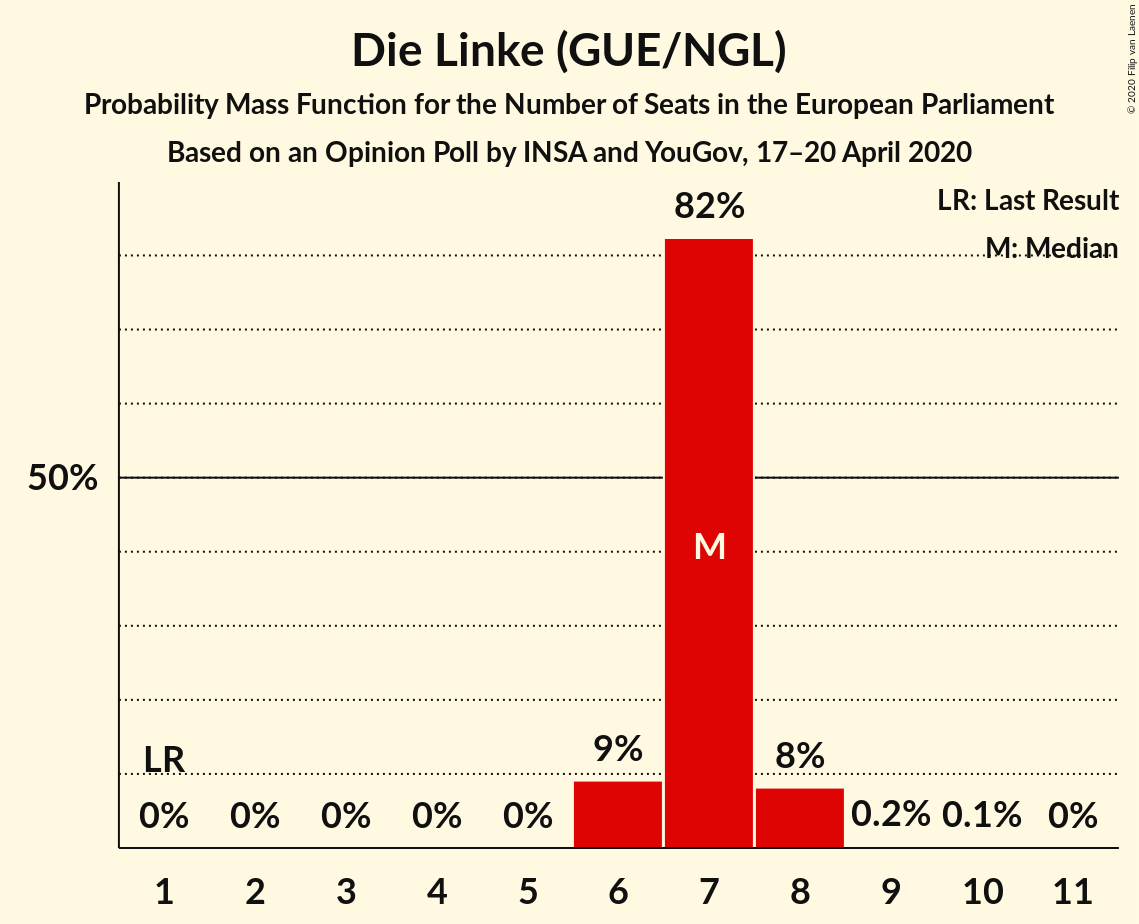 Die Linke (GUE/NGL)
Probability Mass Function for the Number of Seats in the European Parliament
Based on an Opinion Poll by INSA and YouGov, 17–20 April 2020
© 2020 Filip van Laenen
LR: Last Result
M: Median
82%
50%
M
LR
9%
8%
0% 0% 0% 0% 0% 0.2% 0.1% 0%
1 2 3 4 5 6 7 8 9 10 11